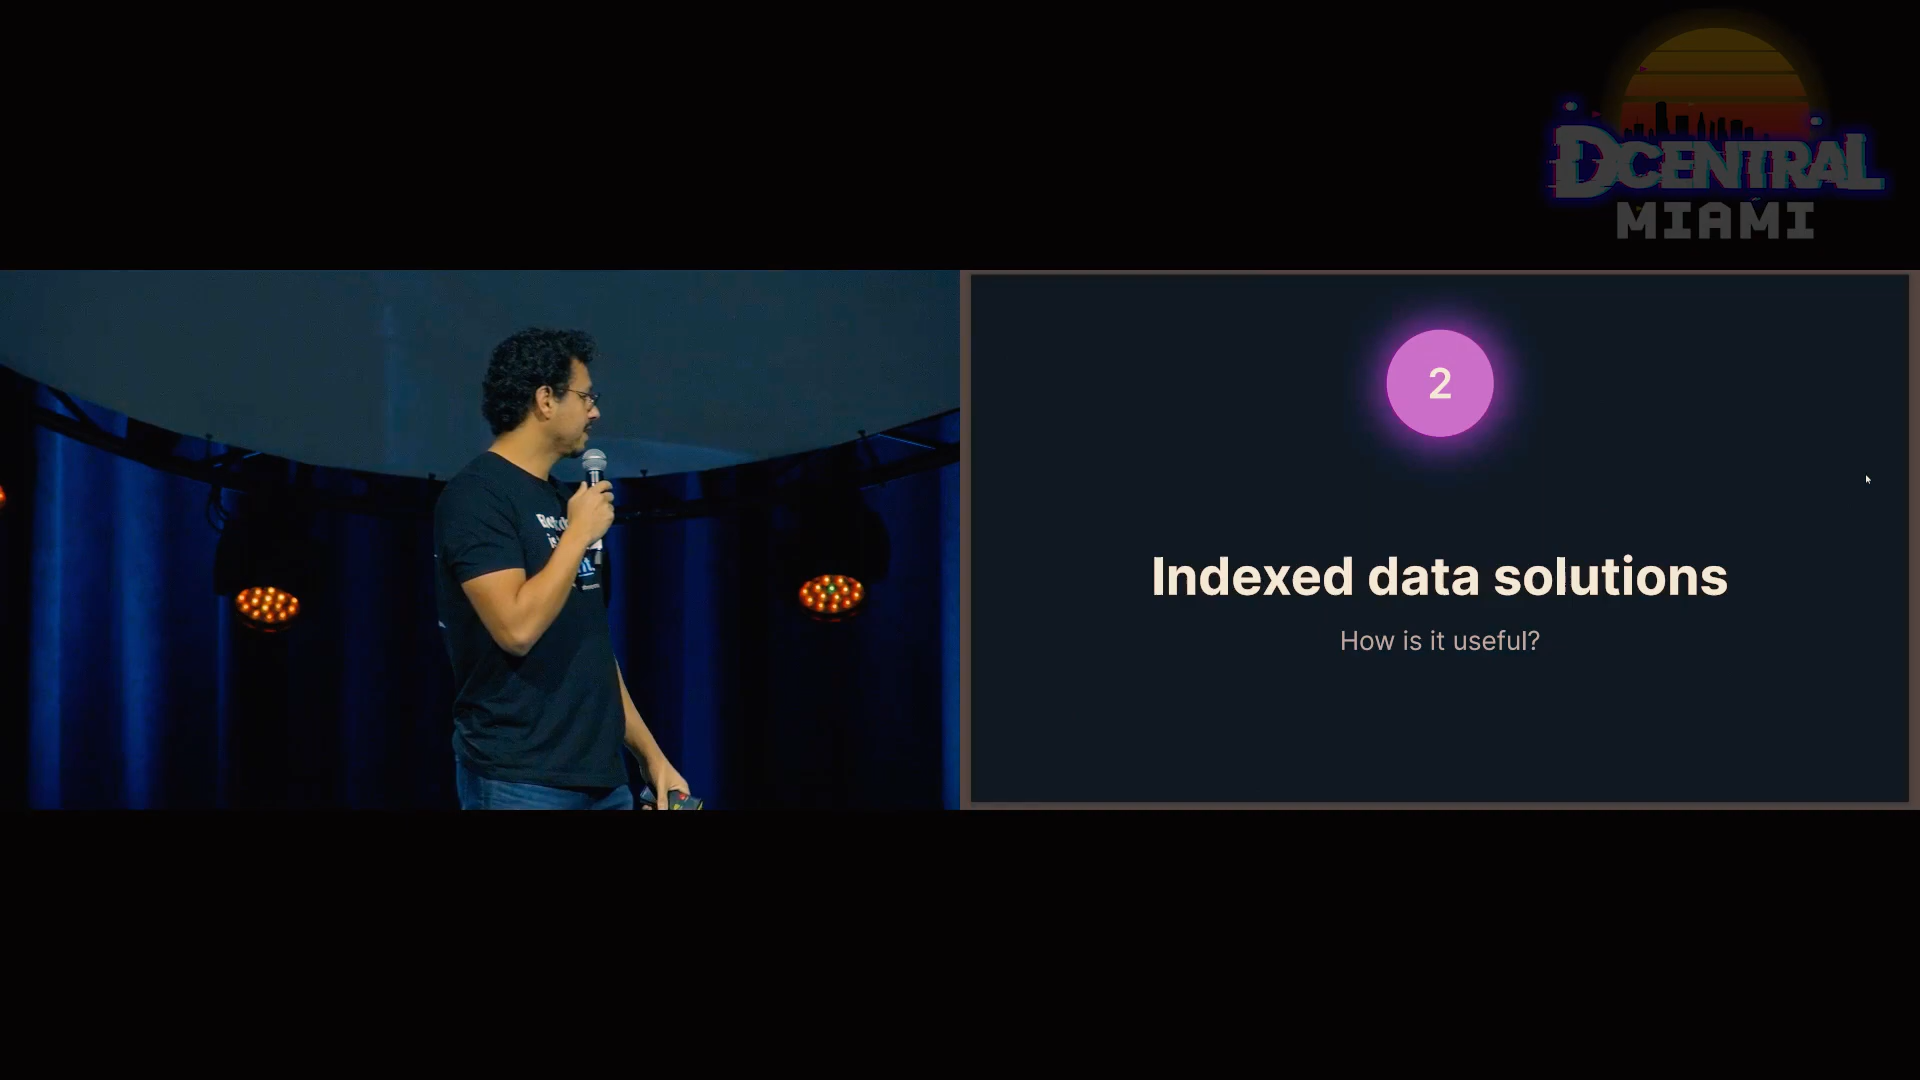 DCENTRAL
MIAMI
2
Indexed data solutions
How is it useful?